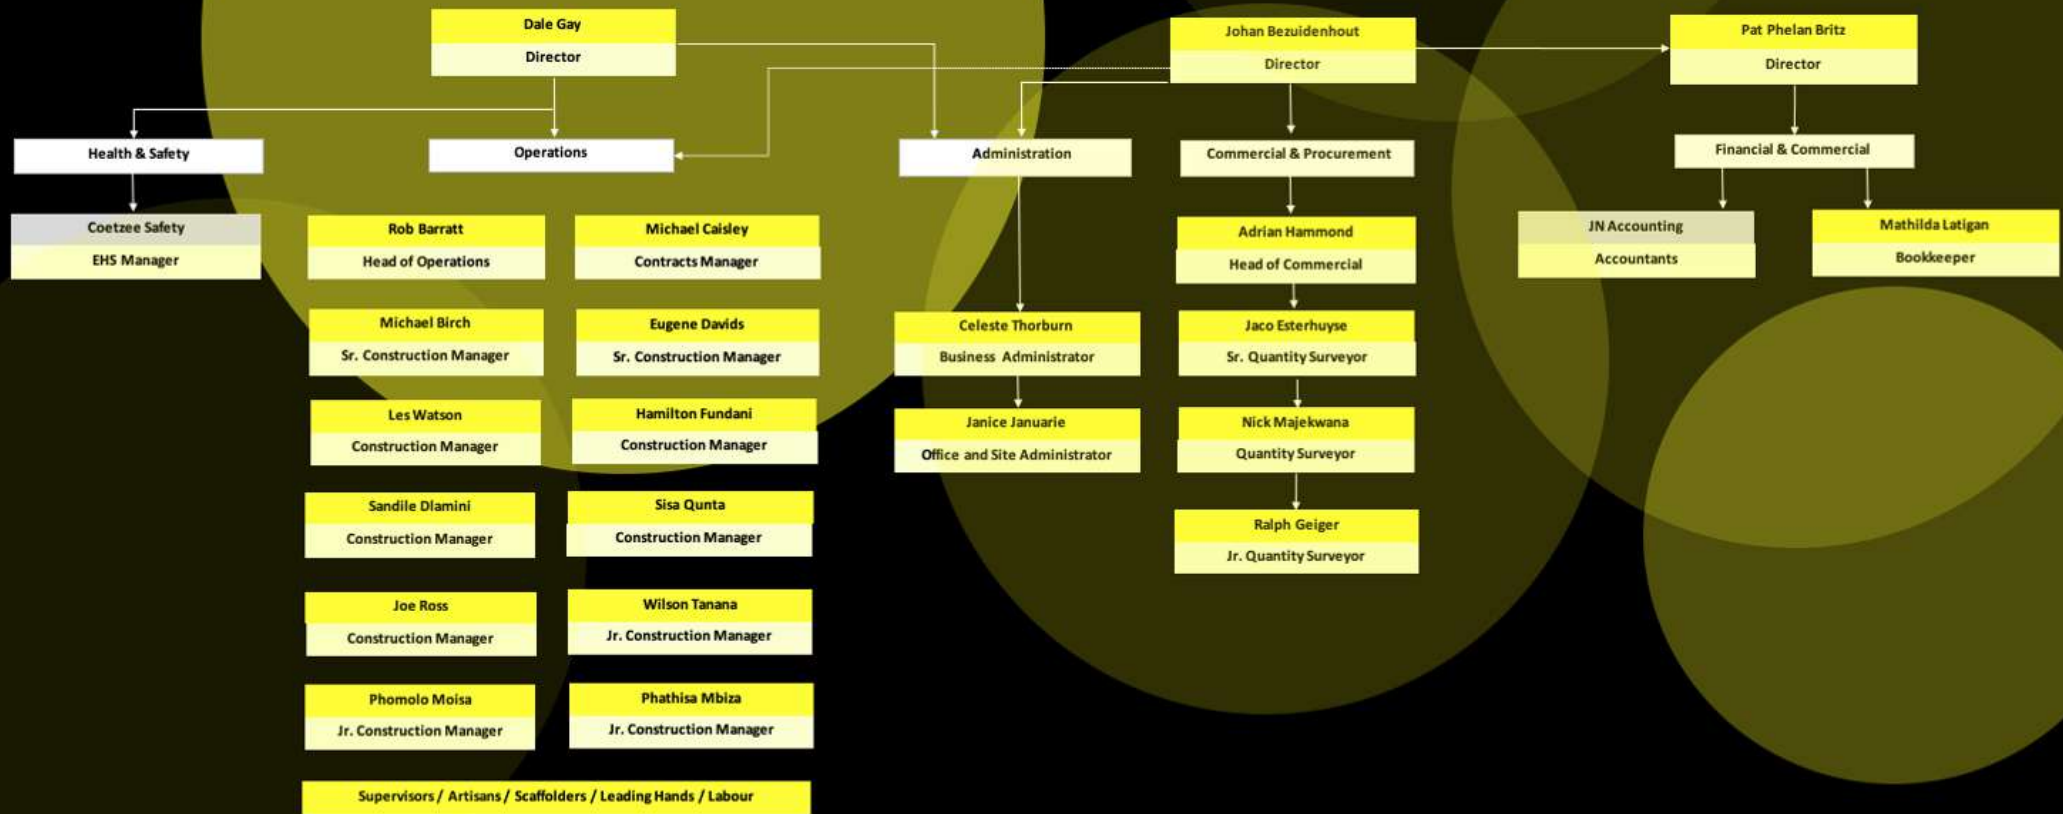 Dale Gay
Director
Johan Bezuidenhout
Director
Pat Phelan Britz
Director
Health & Safety
Operations
Administration
Commercial & Procurement
Financial & Commercial
Coetzee Safety
EHS Manager
Rob Barratt
Head of Operations
Michael Caisley
Contracts Manager
Michael Birch
Sr. Construction Manager
Eugene Davids
Sr. Construction Manager
Les Watson
Construction Manager
Hamilton Fundani
Construction Manager
Sandile Dlamini
Construction Manager
Sisa Qunta
Construction Manager
Joe Ross
Construction Manager
Wilson Tanana
Jr. Construction Manager
Phomolo Moisa
Jr. Construction Manager
Phathisa Mbiza
Jr. Construction Manager
Supervisors / Artisans / Scaffolders / Leading Hands / Labour
Celeste Thorburn
Business Administrator
Janice Januarie
Office and Site Administrator
Adrian Hammond
Head of Commercial
Jaco Esterhuyse
Sr. Quantity Surveyor
Nick Majekwana
Quantity Surveyor
Ralph Geiger
Jr. Quantity Surveyor
JN Accounting
Accountants
Mathilda Latigan
Bookkeeper